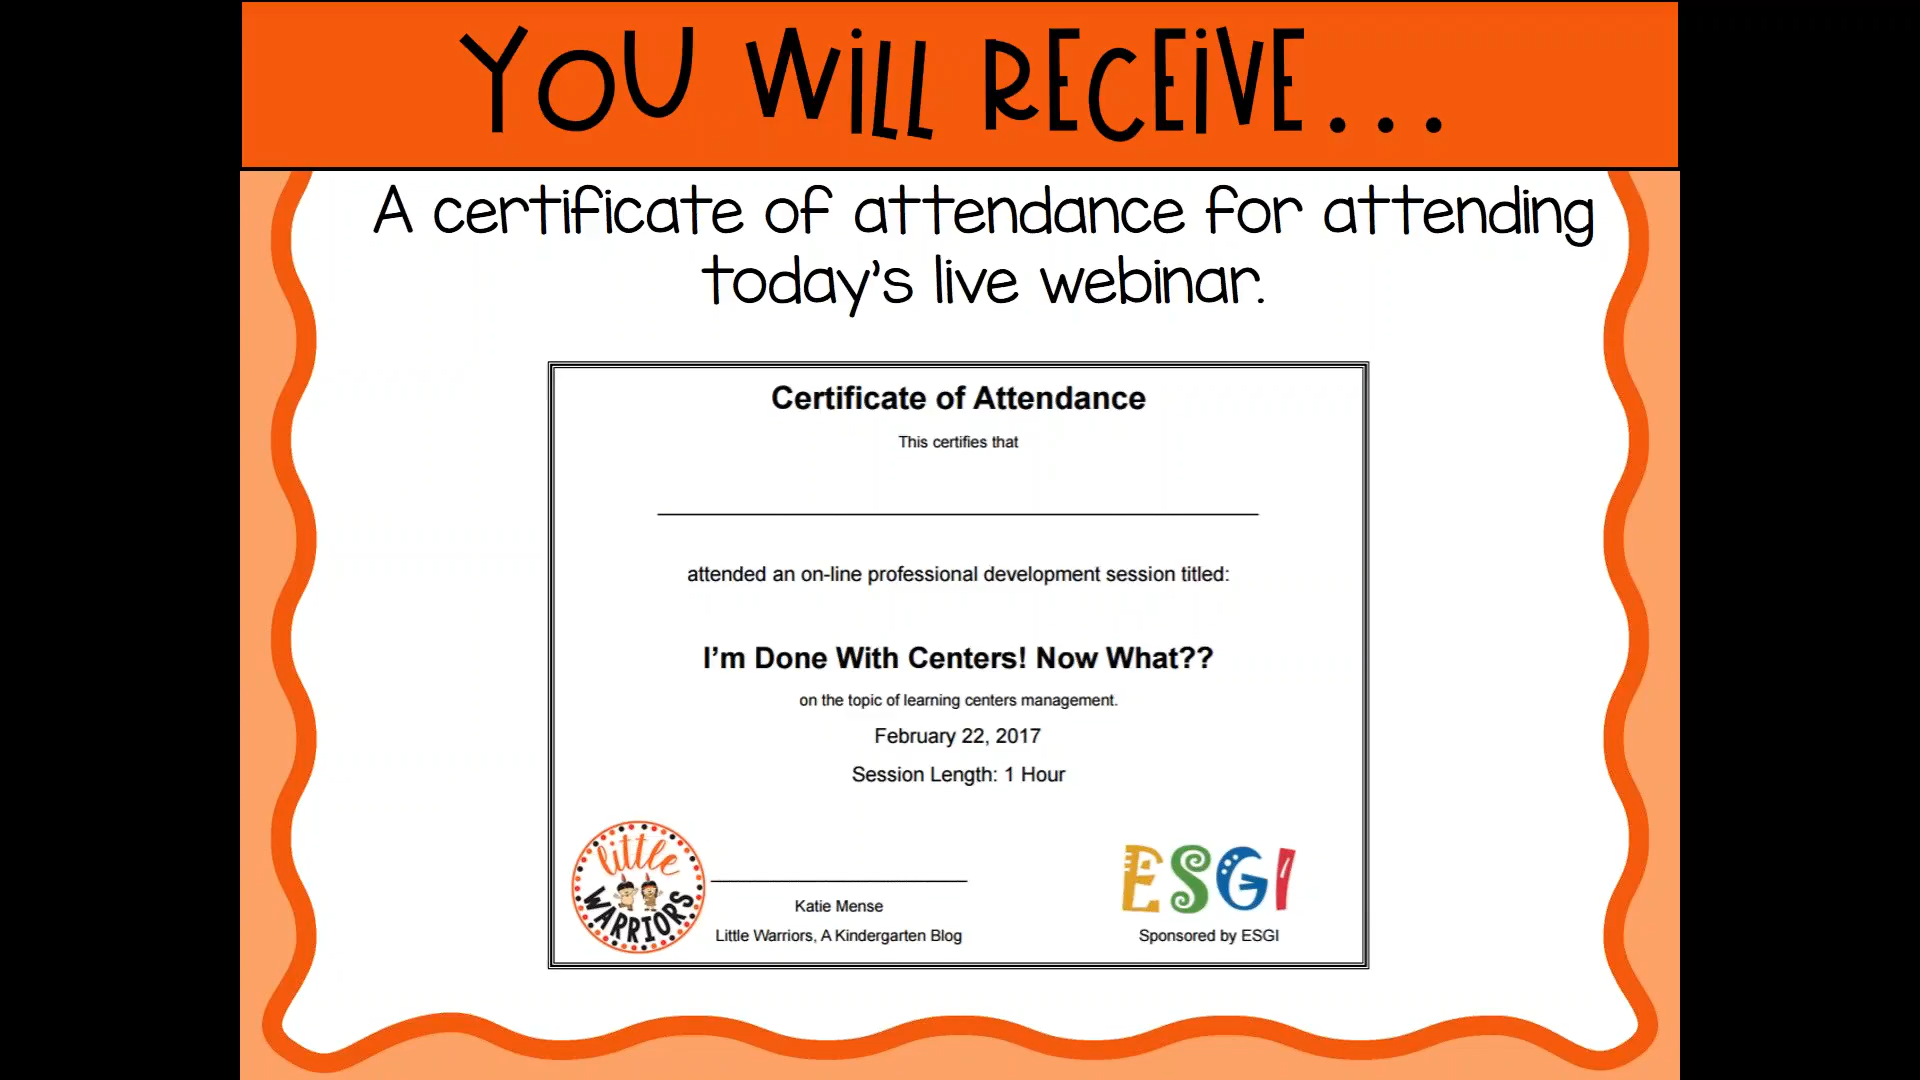 YOU WILL RECEIVE...
A certificate of attendance for attending
today's live webinar.
Certificate of Attendance
This certifies that
attended an on-line professional development session titled:
I'm Done With Centers! Now What??
on the topic of learning centers management.
February 22, 2017
Session Length: 1 Hour
little
WARRIORS
Katie Mense
Little Warriors, A Kindergarten Blog
ESGI
Sponsored by ESGI